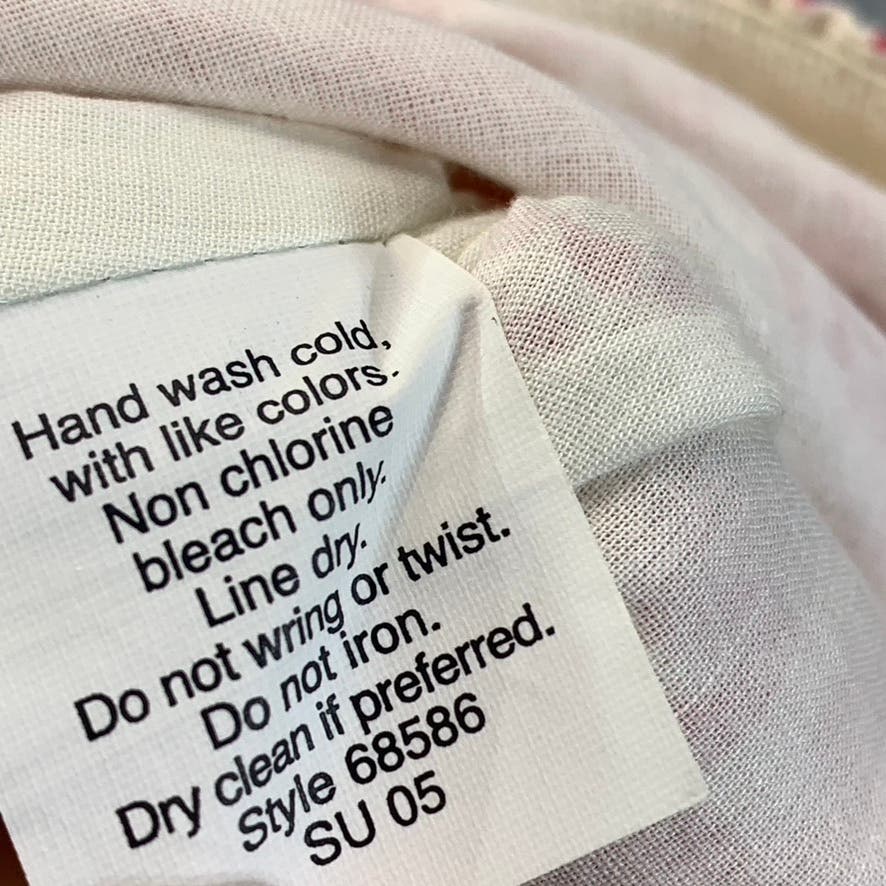 Hand wash cold,
with like colors.
Non chlorine
bleach only.
Line dry.
Do not wring or twist.
Do not iron.
Dry clean if preferred.
Style 68586
SU 05